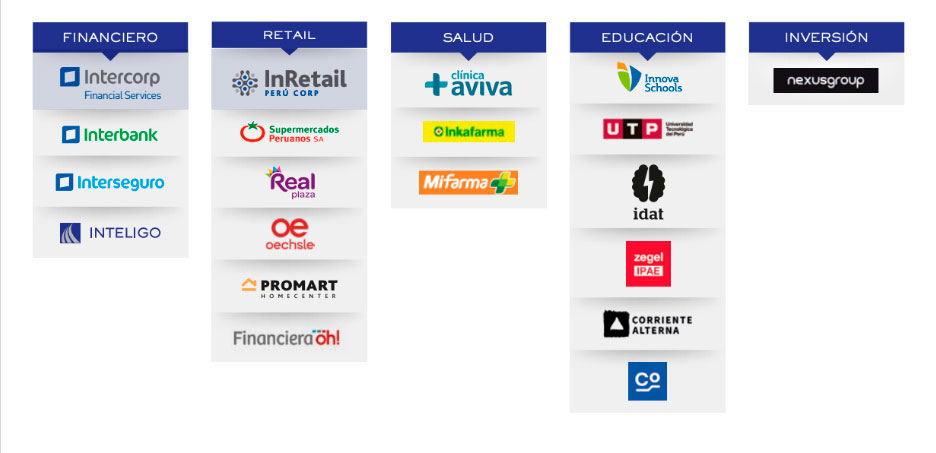 FINANCIERO
Intercorp
Financial Services
Interbank
Interseguro
INTELIGO
RETAIL
InRetail
PERÚ CORP
Supermercados
Peruanos SA
Real
plaza
oe
oechsle
PROMART
HOMECENTER
Financiera oh!
SALUD
clínica
aviva
Inkafarma
Mifarma
EDUCACIÓN
Innova
Schools
UTP
Universidad
Tecnológica
del Perú
idat
zegel
IPAE
CORRIENTE
ALTERNA
Co
INVERSIÓN
nexusgroup